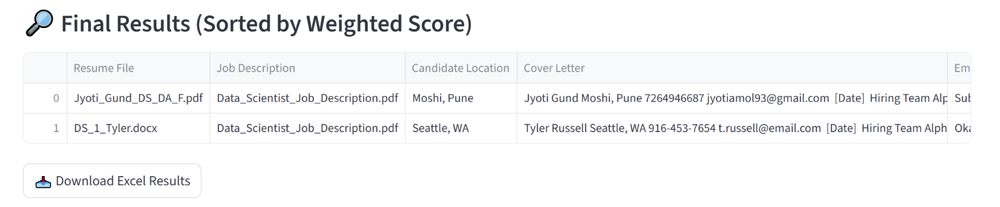 Final Results (Sorted by Weighted Score)
Resume File Job Description Candidate Location Cover Letter Em
0 Jyoti_Gund_DS_DA_F.pdf Data_Scientist_Job_Description.pdf Moshi, Pune Jyoti Gund Moshi, Pune 7264946687 jyotiamol93@gmail.com [Date] Hiring Team Alp Sub
1 DS_1_Tyler.docx Data_Scientist_Job_Description.pdf Seattle, WA Tyler Russell Seattle, WA 916-453-7654 t.russell@email.com [Date] Hiring Team Alph Oka
Download Excel Results